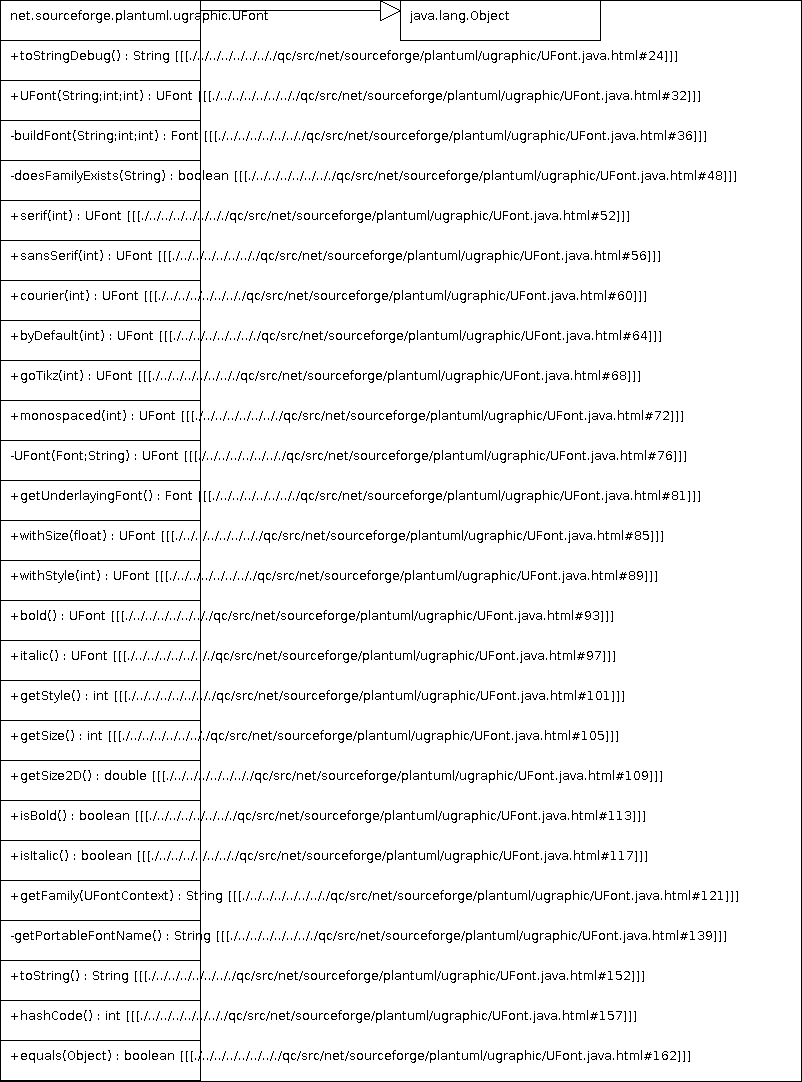 net.sourceforge.plantuml.ugraphic.UFont
java.lang.Object
+toStringDebug() : String [[[./../../../../../.././qc/src/net/sourceforge/plantuml/ugraphic/UFont.java.html#24]]]
+UFont(String;int;int) : UFont [[[./../../../../../.././qc/src/net/sourceforge/plantuml/ugraphic/UFont.java.html#32]]]
-buildFont(String;int;int) : Font [[[./../../../../../.././qc/src/net/sourceforge/plantuml/ugraphic/UFont.java.html#36]]]
-doesFamilyExists(String) : boolean [[[./../../../../../.././qc/src/net/sourceforge/plantuml/ugraphic/UFont.java.html#48]]]
+serif(int) : UFont [[[./../../../../../.././qc/src/net/sourceforge/plantuml/ugraphic/UFont.java.html#52]]]
+sansSerif(int) : UFont [[[./../../../../../.././qc/src/net/sourceforge/plantuml/ugraphic/UFont.java.html#56]]]
+courier(int) : UFont [[[./../../../../../.././qc/src/net/sourceforge/plantuml/ugraphic/UFont.java.html#60]]]
+byDefault(int) : UFont [[[./../../../../../.././qc/src/net/sourceforge/plantuml/ugraphic/UFont.java.html#64]]]
+goTikz(int) : UFont [[[./../../../../../.././qc/src/net/sourceforge/plantuml/ugraphic/UFont.java.html#68]]]
+monospaced(int) : UFont [[[./../../../../../.././qc/src/net/sourceforge/plantuml/ugraphic/UFont.java.html#72]]]
-UFont(Font;String) : UFont [[[./../../../../../.././qc/src/net/sourceforge/plantuml/ugraphic/UFont.java.html#76]]]
+getUnderlayingFont() : Font [[[./../../../../../.././qc/src/net/sourceforge/plantuml/ugraphic/UFont.java.html#81]]]
+withSize(float) : UFont [[[./../../../../../.././qc/src/net/sourceforge/plantuml/ugraphic/UFont.java.html#85]]]
+withStyle(int) : UFont [[[./../../../../../.././qc/src/net/sourceforge/plantuml/ugraphic/UFont.java.html#89]]]
+bold() : UFont [[[./../../../../../.././qc/src/net/sourceforge/plantuml/ugraphic/UFont.java.html#93]]]
+italic() : UFont [[[./../../../../../.././qc/src/net/sourceforge/plantuml/ugraphic/UFont.java.html#97]]]
+getStyle() : int [[[./../../../../../.././qc/src/net/sourceforge/plantuml/ugraphic/UFont.java.html#101]]]
+getSize() : int [[[./../../../../../.././qc/src/net/sourceforge/plantuml/ugraphic/UFont.java.html#105]]]
+getSize2D() : double [[[./../../../../../.././qc/src/net/sourceforge/plantuml/ugraphic/UFont.java.html#109]]]
+isBold() : boolean [[[./../../../../../.././qc/src/net/sourceforge/plantuml/ugraphic/UFont.java.html#113]]]
+isItalic() : boolean [[[./../../../../../.././qc/src/net/sourceforge/plantuml/ugraphic/UFont.java.html#117]]]
+getFamily(UFontContext) : String [[[./../../../../../.././qc/src/net/sourceforge/plantuml/ugraphic/UFont.java.html#121]]]
-getPortableFontName() : String [[[./../../../../../.././qc/src/net/sourceforge/plantuml/ugraphic/UFont.java.html#139]]]
+toString() : String [[[./../../../../../.././qc/src/net/sourceforge/plantuml/ugraphic/UFont.java.html#152]]]
+hashCode() : int [[[./../../../../../.././qc/src/net/sourceforge/plantuml/ugraphic/UFont.java.html#157]]]
+equals(Object) : boolean [[[./../../../../../.././qc/src/net/sourceforge/plantuml/ugraphic/UFont.java.html#162]]]